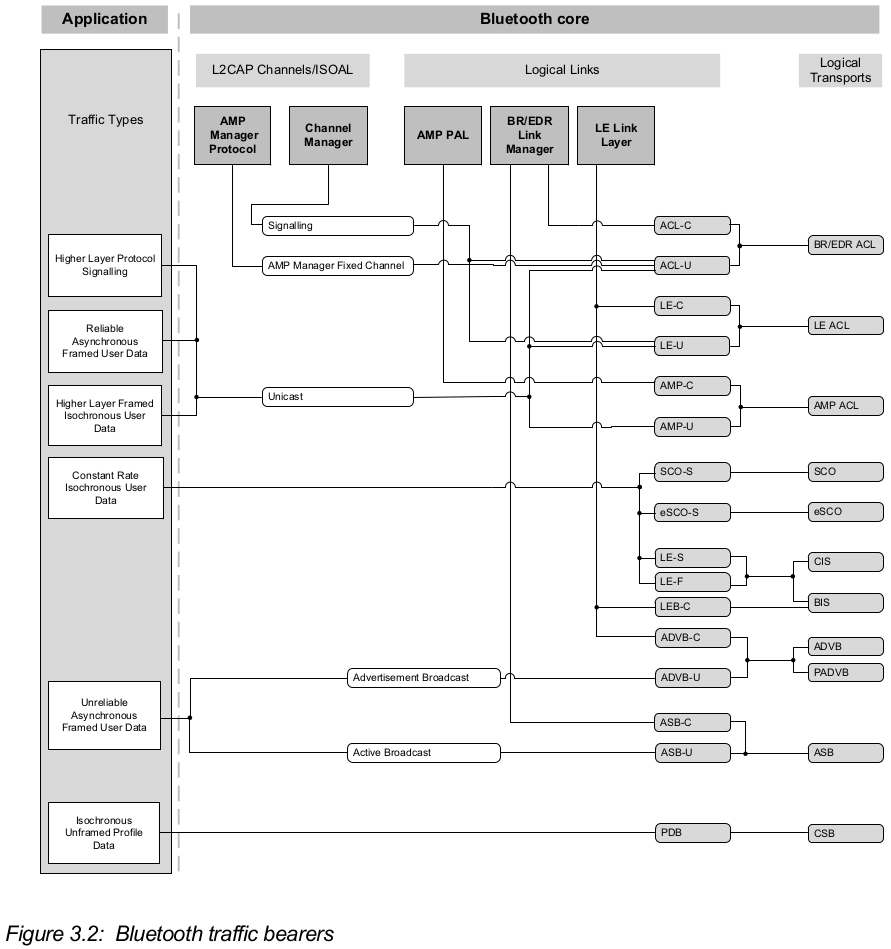 Application
Bluetooth core
L2CAP Channels/ISOAL
Logical Links
Logical
Transports
Traffic Types
AMP
Manager
Protocol
Channel
Manager
AMP PAL
BR/EDR
Link
Manager
LE Link
Layer
Signalling
ACL-C
Higher Layer Protocol
Signalling
BR/EDR ACL
AMP Manager Fixed Channel
ACL-U
LE-C
Reliable
Asynchronous
Framed User Data
LE ACL
LE-U
AMP-C
Higher Layer Framed
Isochronous User
Data
Unicast
AMP ACL
AMP-U
Constant Rate
Isochronous User
Data
SCO-S
SCO
eSCO-S
eSCO
LE-S
CIS
LE-F
LEB-C
BIS
ADVB-C
ADVB
Advertisement Broadcast
ADVB-U
PADVB
Unreliable
Asynchronous
Framed User Data
ASB-C
Active Broadcast
ASB-U
ASB
Isochronous
Unframed Profile
Data
PDB
CSB
Figure 3.2: Bluetooth traffic bearers